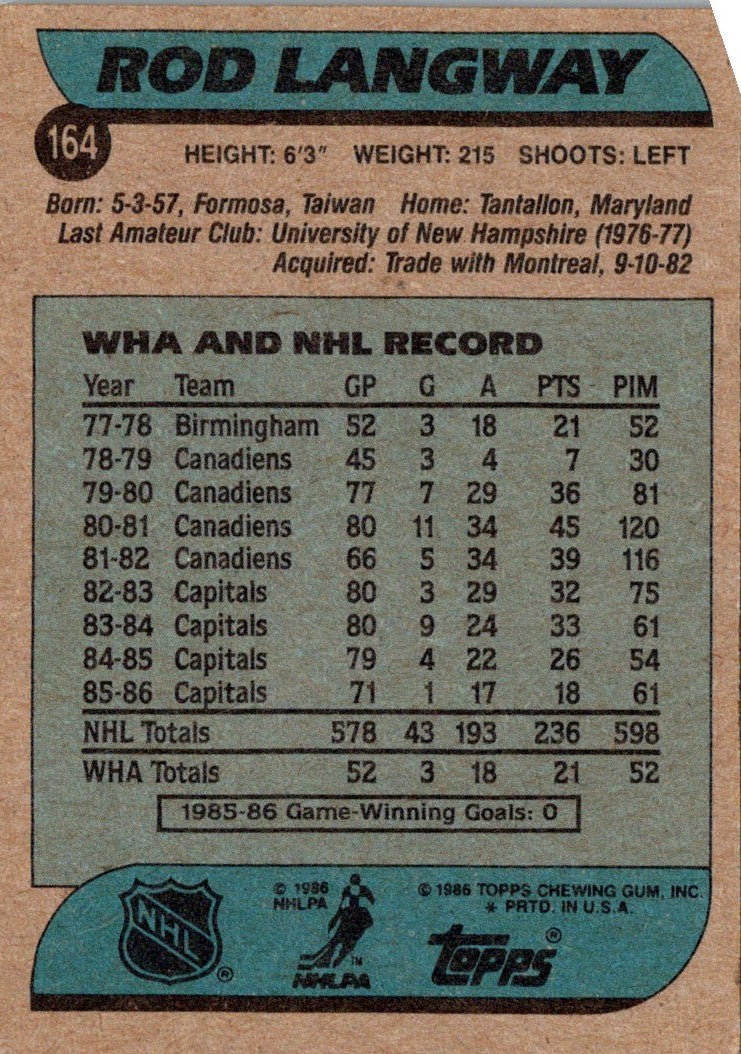 ROD LANGWAY
164
HEIGHT: 6'3" WEIGHT: 215 SHOOTS: LEFT
Born: 5-3-57, Formosa, Taiwan Home: Tantallon, Maryland
Last Amateur Club: University of New Hampshire (1976-77)
Acquired: Trade with Montreal, 9-10-82
WHA AND NHL RECORD
Year Team GP G A PTS PIM
77-78 Birmingham 52 3 18 21 52
78-79 Canadiens 45 3 4 7 30
79-80 Canadiens 77 7 29 36 81
80-81 Canadiens 80 11 34 45 120
81-82 Canadiens 66 5 34 39 116
82-83 Capitals 80 3 29 32 75
83-84 Capitals 80 9 24 33 61
84-85 Capitals 79 4 22 26 54
85-86 Capitals 71 1 17 18 61
NHL Totals 578 43 193 236 598
WHA Totals 52 3 18 21 52
1985-86 Game-Winning Goals: 0
NHL ®
© 1986
NHLPA
TM
NHLPA
© 1986 TOPPS CHEWING GUM, INC.
* PRTD. IN U.S.A.
Topps ®